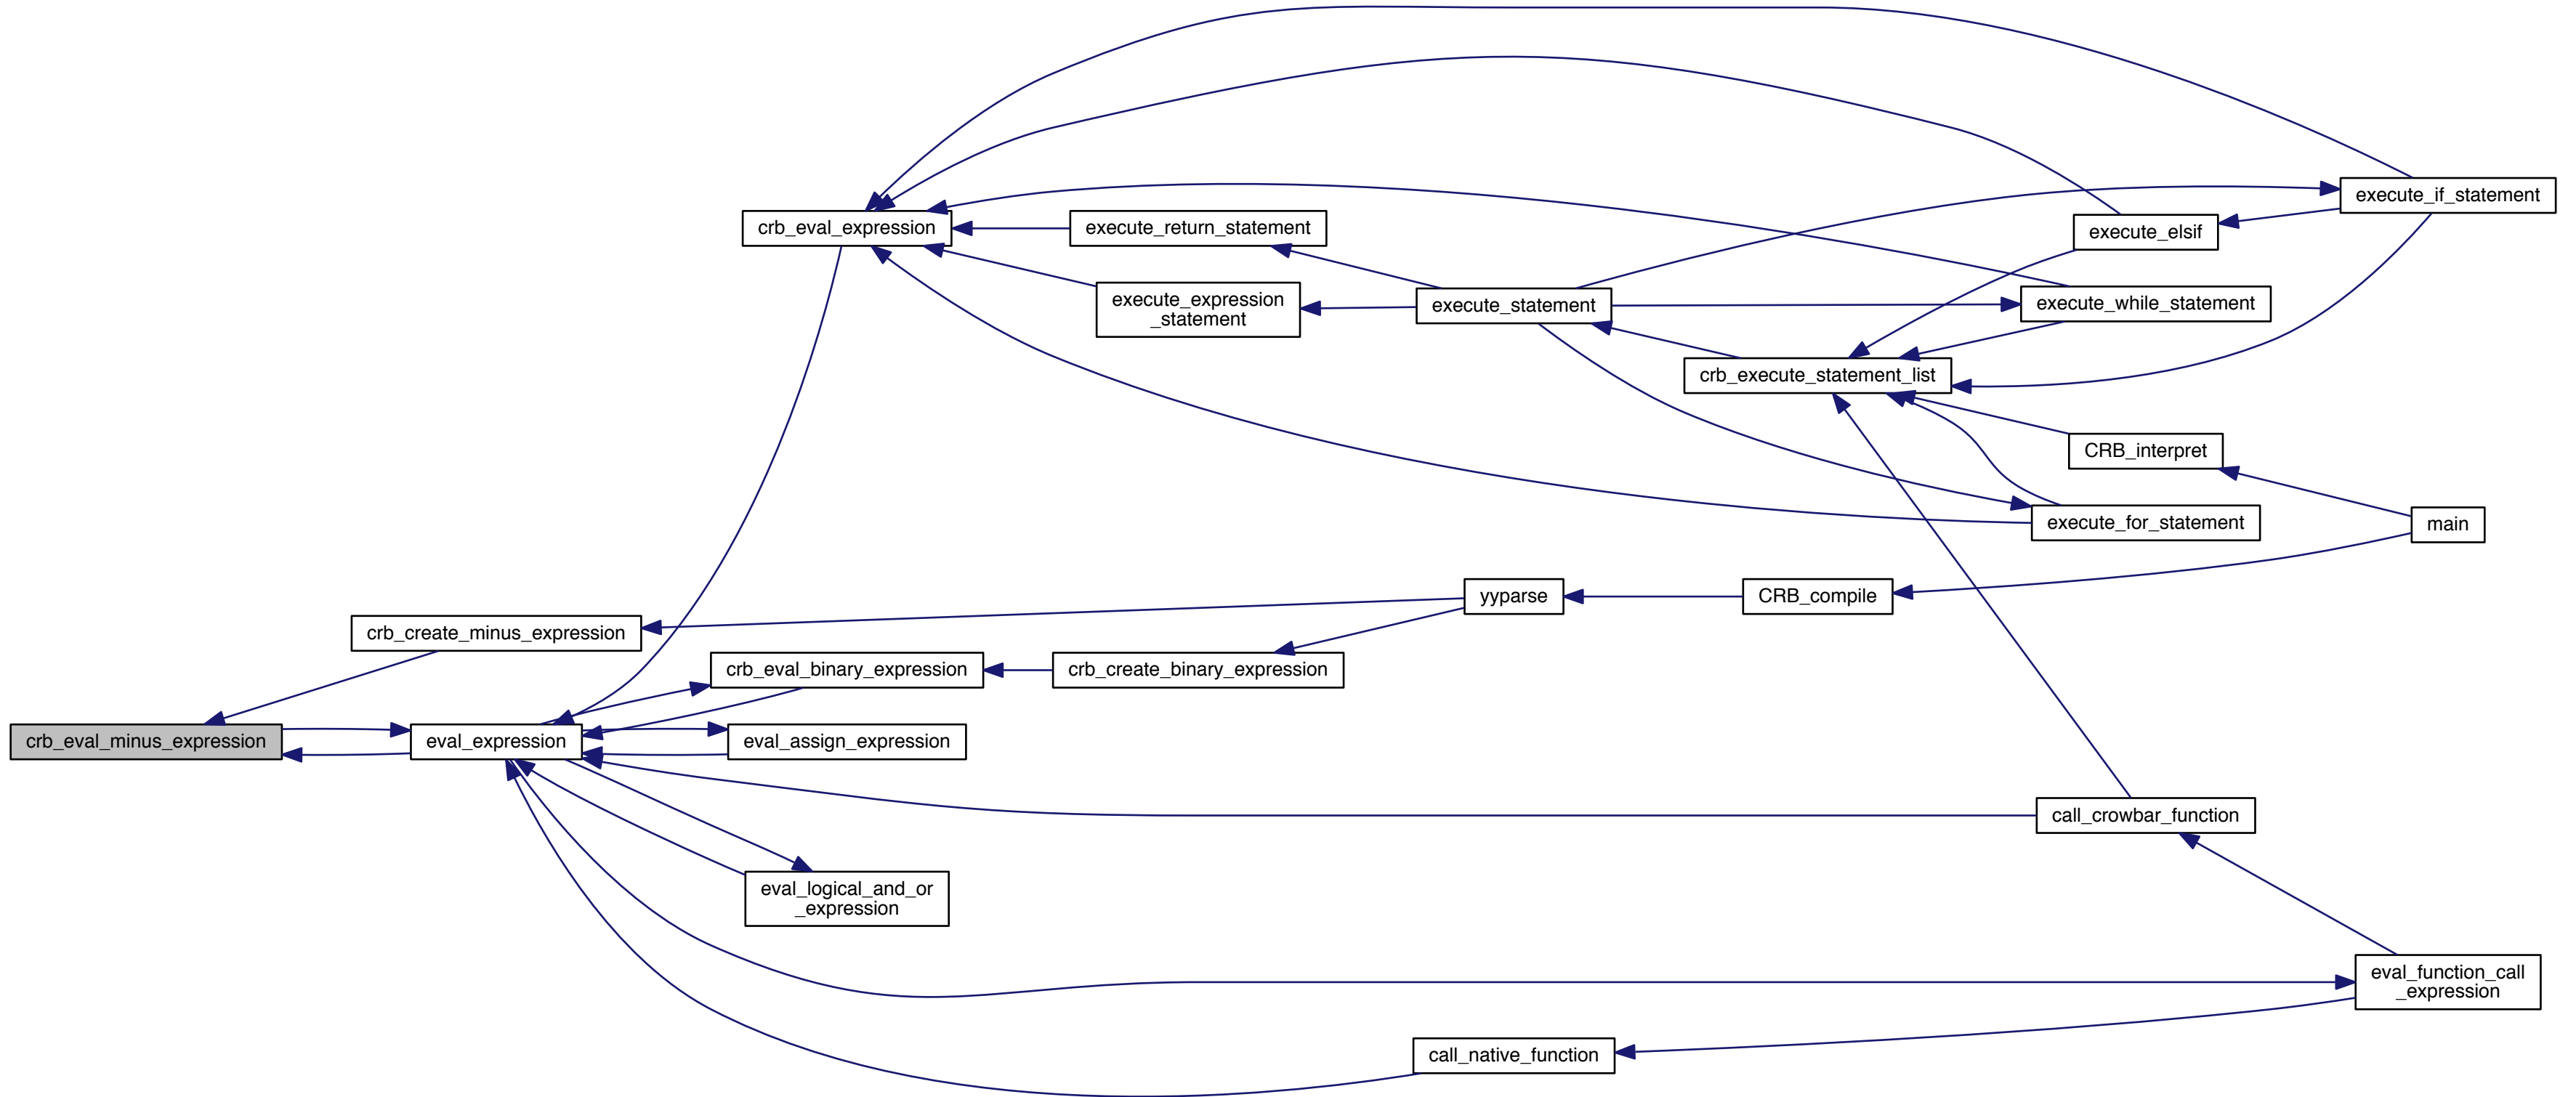 execute_if_statement
crb_eval_expression
execute_return_statement
execute_elsif
execute_expression
_statement
execute_statement
execute_while_statement
crb_execute_statement_list
CRB_interpret
execute_for_statement
main
yyparse
CRB_compile
crb_create_minus_expression
crb_eval_binary_expression
crb_create_binary_expression
crb_eval_minus_expression
eval_expression
eval_assign_expression
call_crowbar_function
eval_logical_and_or
_expression
eval_function_call
_expression
call_native_function